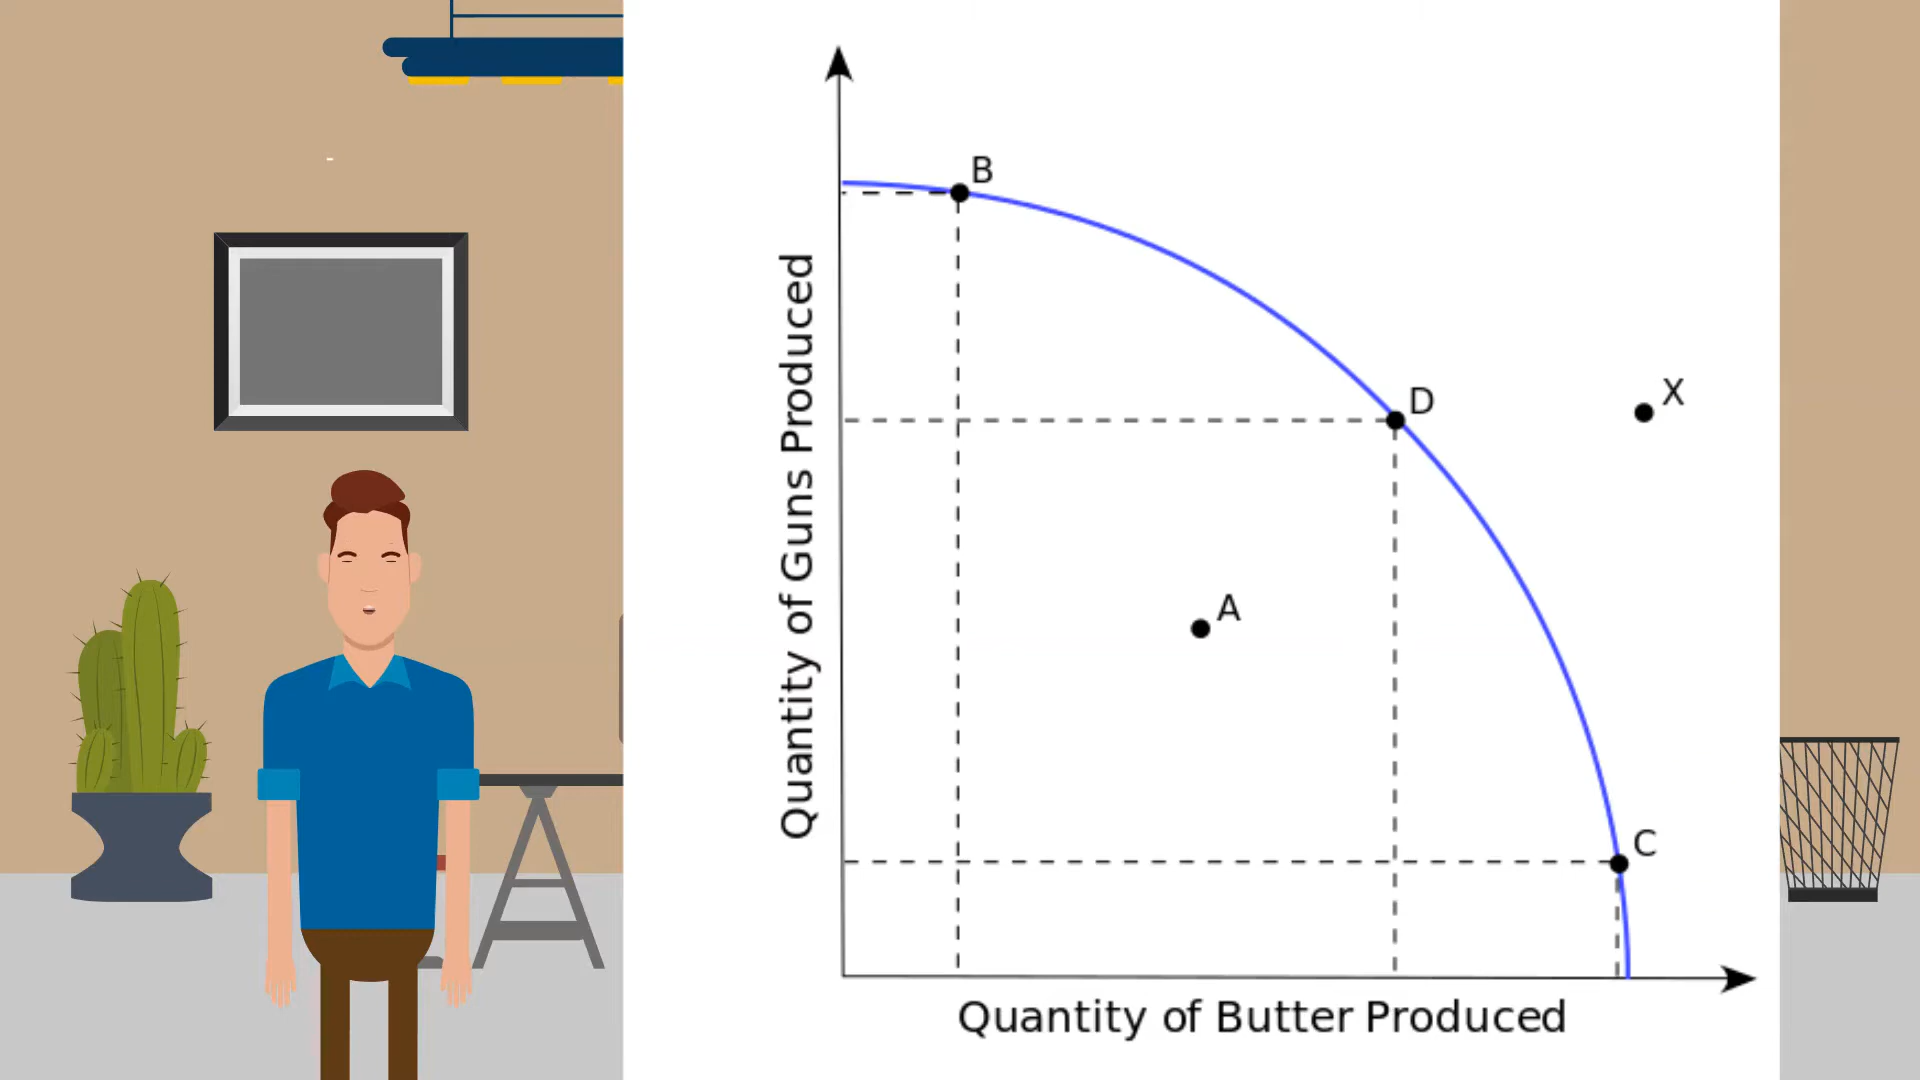 B
D
X
A
C
Quantity of Guns Produced
Quantity of Butter Produced